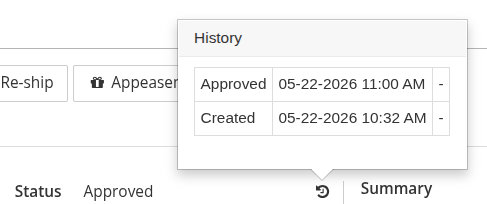 History
Re-ship
Approved 05-22-2026 11:00 AM -
Created 05-22-2026 10:32 AM -
Status Approved
Summary